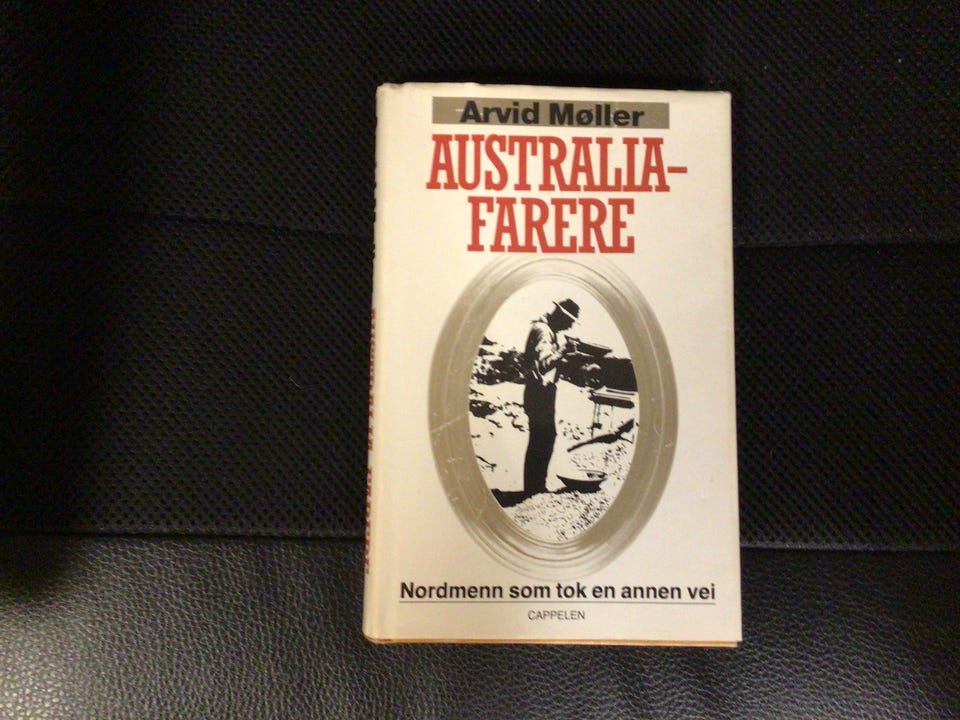 Arvid Møller
AUSTRALIA-
FARERE
Nordmenn som tok en annen vei
CAPPELEN